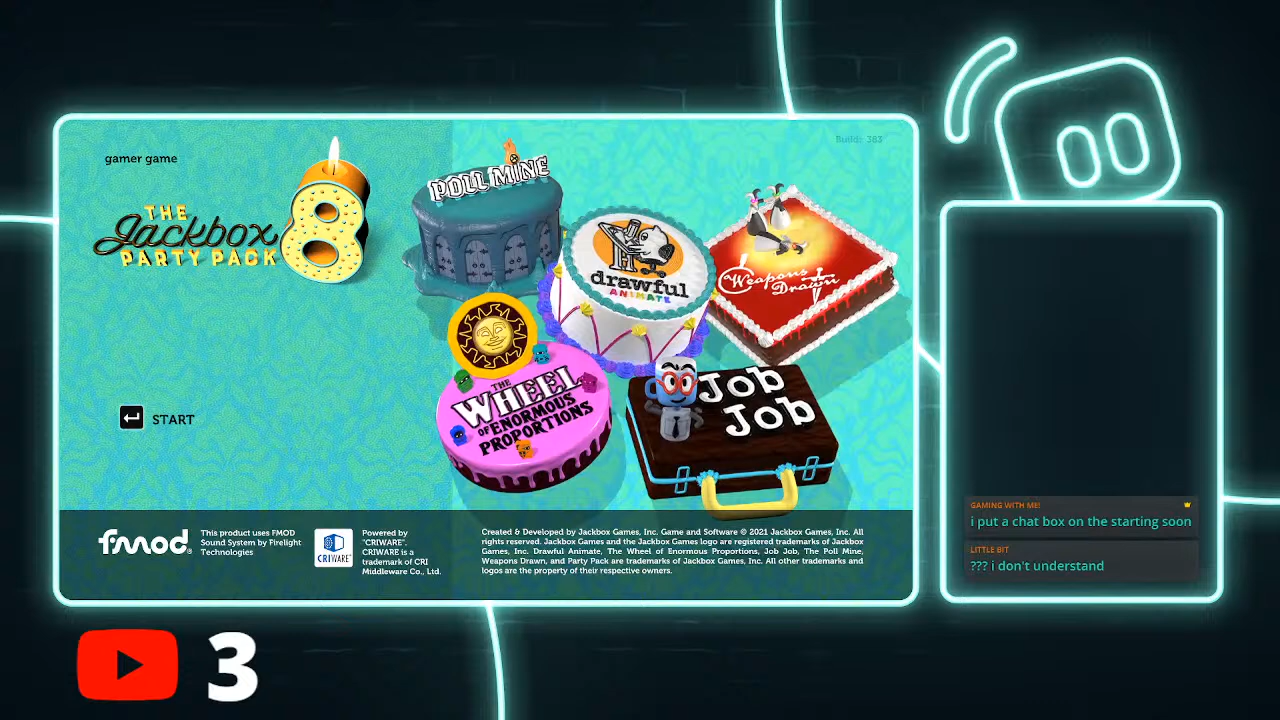 gamer game
Build: 383
THE
Jackbox
PARTY PACK
8
POLL MINE
drawful
ANIMATE
Weapons
Drawn
THE
WHEEL
OF ENORMOUS
PROPORTIONS
Job
Job
START
fmod
This product uses FMOD
Sound System by Firelight
Technologies
CRIWARE
Powered by
"CRIWARE".
CRIWARE is a
trademark of CRI
Middleware Co., Ltd.
Created & Developed by Jackbox Games, Inc. Game and Software © 2021 Jackbox Games, Inc. All
rights reserved. Jackbox Games and the Jackbox Games logo are registered trademarks of Jackbox
Games, Inc. Drawful Animate, The Wheel of Enormous Proportions, Job Job, The Poll Mine,
Weapons Drawn, and Party Pack are trademarks of Jackbox Games, Inc. All other trademarks and
logos are the property of their respective owners.
GAMING WITH ME!
i put a chat box on the starting soon
LITTLE BIT
??? i don't understand
3